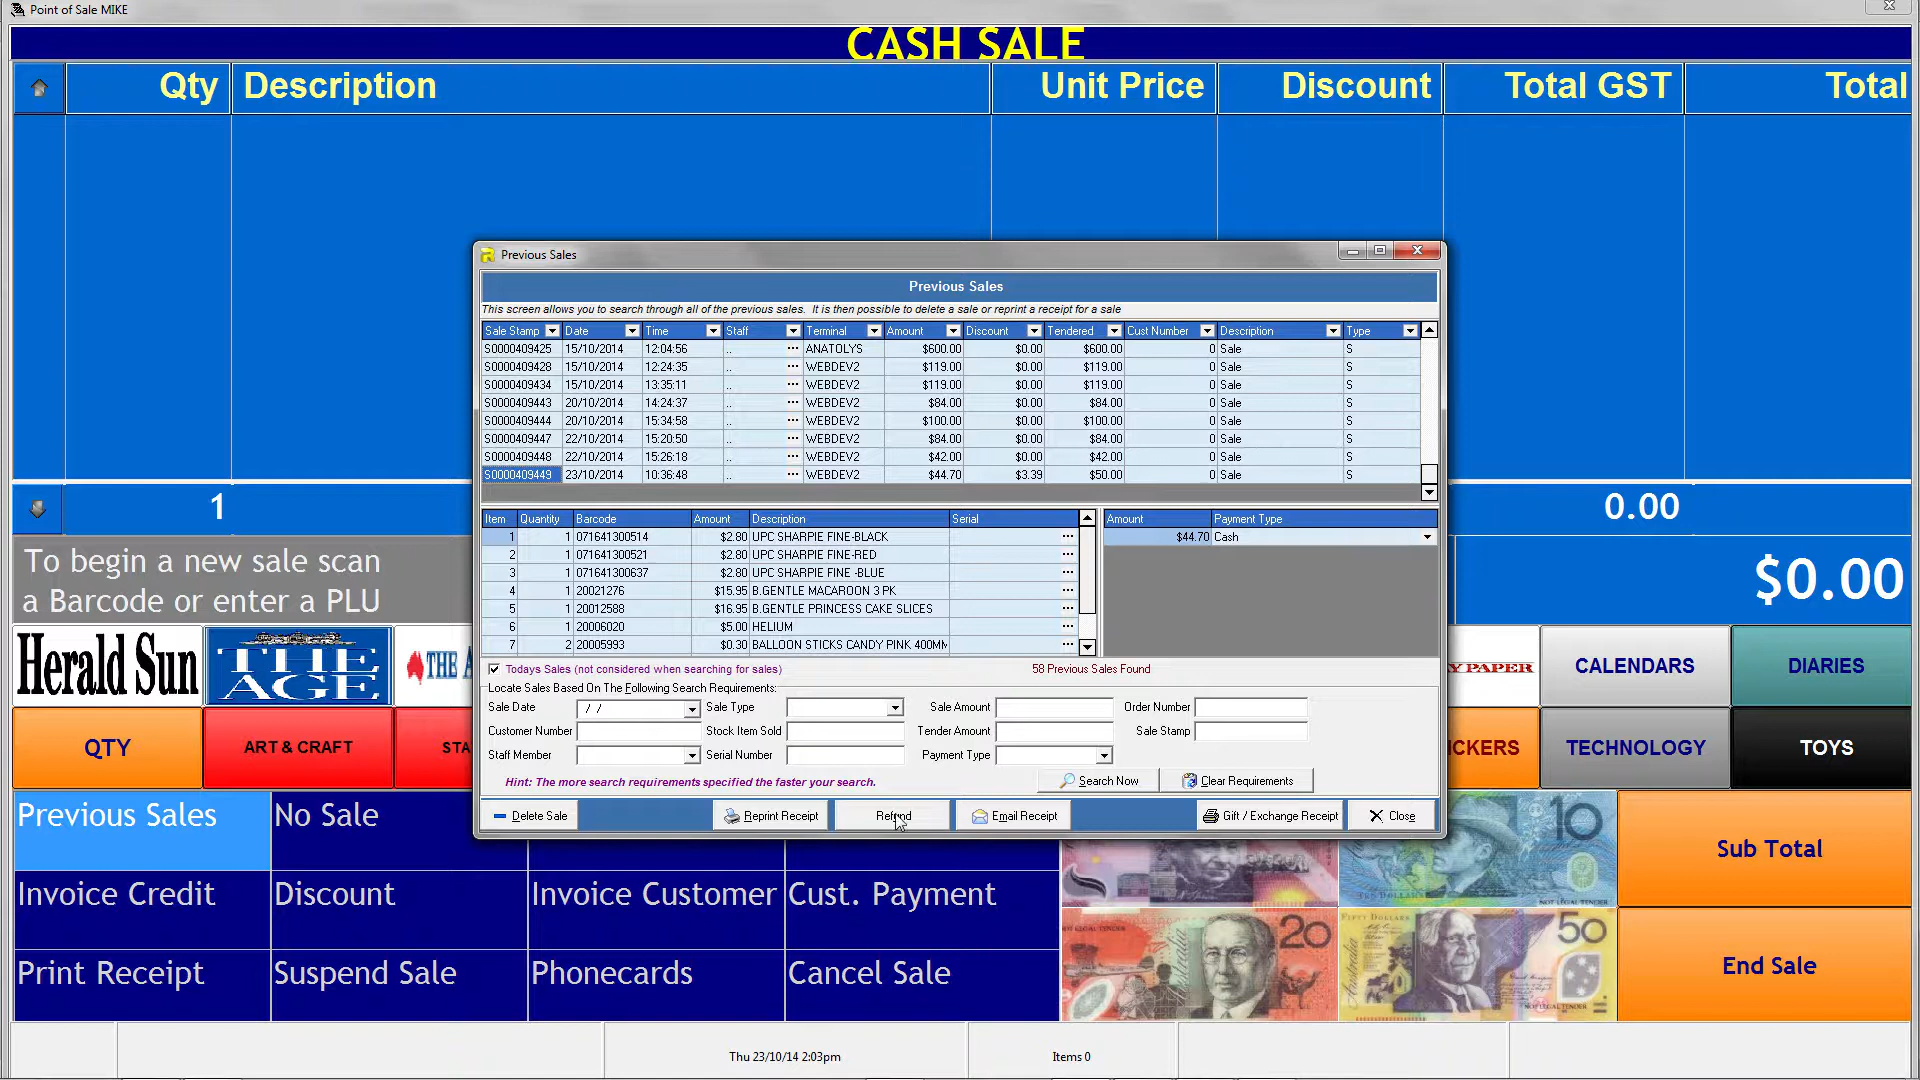 Point of Sale MIKE
CASH SALE
Qty Description Unit Price Discount Total GST Total
Previous Sales
Previous Sales
This screen allows you to search through all of the previous sales. It is then possible to delete a sale or reprint a receipt for a sale
Sale Stamp Date Time Staff Terminal Amount Discount Tendered Cust Number Description Type
S0000409425 15/10/2014 12:04:56 .. ... ANATOLYS $600.00 $0.00 $600.00 0 Sale S
S0000409428 15/10/2014 12:24:35 .. ... WEBDEV2 $119.00 $0.00 $119.00 0 Sale S
S0000409434 15/10/2014 13:35:11 .. ... WEBDEV2 $119.00 $0.00 $119.00 0 Sale S
S0000409443 20/10/2014 14:24:37 .. ... WEBDEV2 $84.00 $0.00 $84.00 0 Sale S
S0000409444 20/10/2014 15:34:58 .. ... WEBDEV2 $100.00 $0.00 $100.00 0 Sale S
S0000409447 22/10/2014 15:20:50 .. ... WEBDEV2 $84.00 $0.00 $84.00 0 Sale S
S0000409448 22/10/2014 15:26:18 .. ... WEBDEV2 $42.00 $0.00 $42.00 0 Sale S
S0000409449 23/10/2014 10:36:48 .. ... WEBDEV2 $44.70 $3.39 $50.00 0 Sale S
1 0.00
Item Quantity Barcode Amount Description Serial Amount Payment Type
1 1 071641300514 $2.80 UPC SHARPIE FINE-BLACK ... $44.70 Cash
2 1 071641300521 $2.80 UPC SHARPIE FINE-RED ...
3 1 071641300637 $2.80 UPC SHARPIE FINE -BLUE ...
4 1 20021276 $15.95 B.GENTLE MACAROON 3 PK ...
5 1 20012588 $16.95 B.GENTLE PRINCESS CAKE SLICES ...
6 1 20006020 $5.00 HELIUM ...
7 2 20005993 $0.30 BALLOON STICKS CANDY PINK 400MM ...
To begin a new sale scan
a Barcode or enter a PLU
$0.00
Todays Sales (not considered when searching for sales) 58 Previous Sales Found
Locate Sales Based On The Following Search Requirements:
Sale Date / / Sale Type Sale Amount Order Number
Customer Number Stock Item Sold Tender Amount Sale Stamp
Staff Member Serial Number Payment Type
Hint: The more search requirements specified the faster your search. Search Now Clear Requirements
Delete Sale Reprint Receipt Refund Email Receipt Gift / Exchange Receipt Close
Herald Sun THE AGE THE A Y PAPER CALENDARS DIARIES
QTY ART & CRAFT STA ICKERS TECHNOLOGY TOYS
Previous Sales No Sale
Invoice Credit Discount Invoice Customer Cust. Payment
Print Receipt Suspend Sale Phonecards Cancel Sale
10
NOT LEGAL TENDER
Sub Total
20
50
NOT LEGAL TENDER
End Sale
Thu 23/10/14 2:03pm Items 0